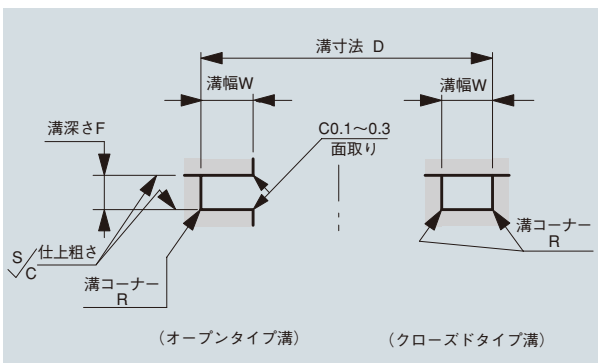 溝寸法 D
溝幅W
溝幅W
溝深さF
C0.1～0.3
面取り
S
C
仕上粗さ
溝コーナー
R
溝コーナー
R
（オープンタイプ溝）
（クローズドタイプ溝）